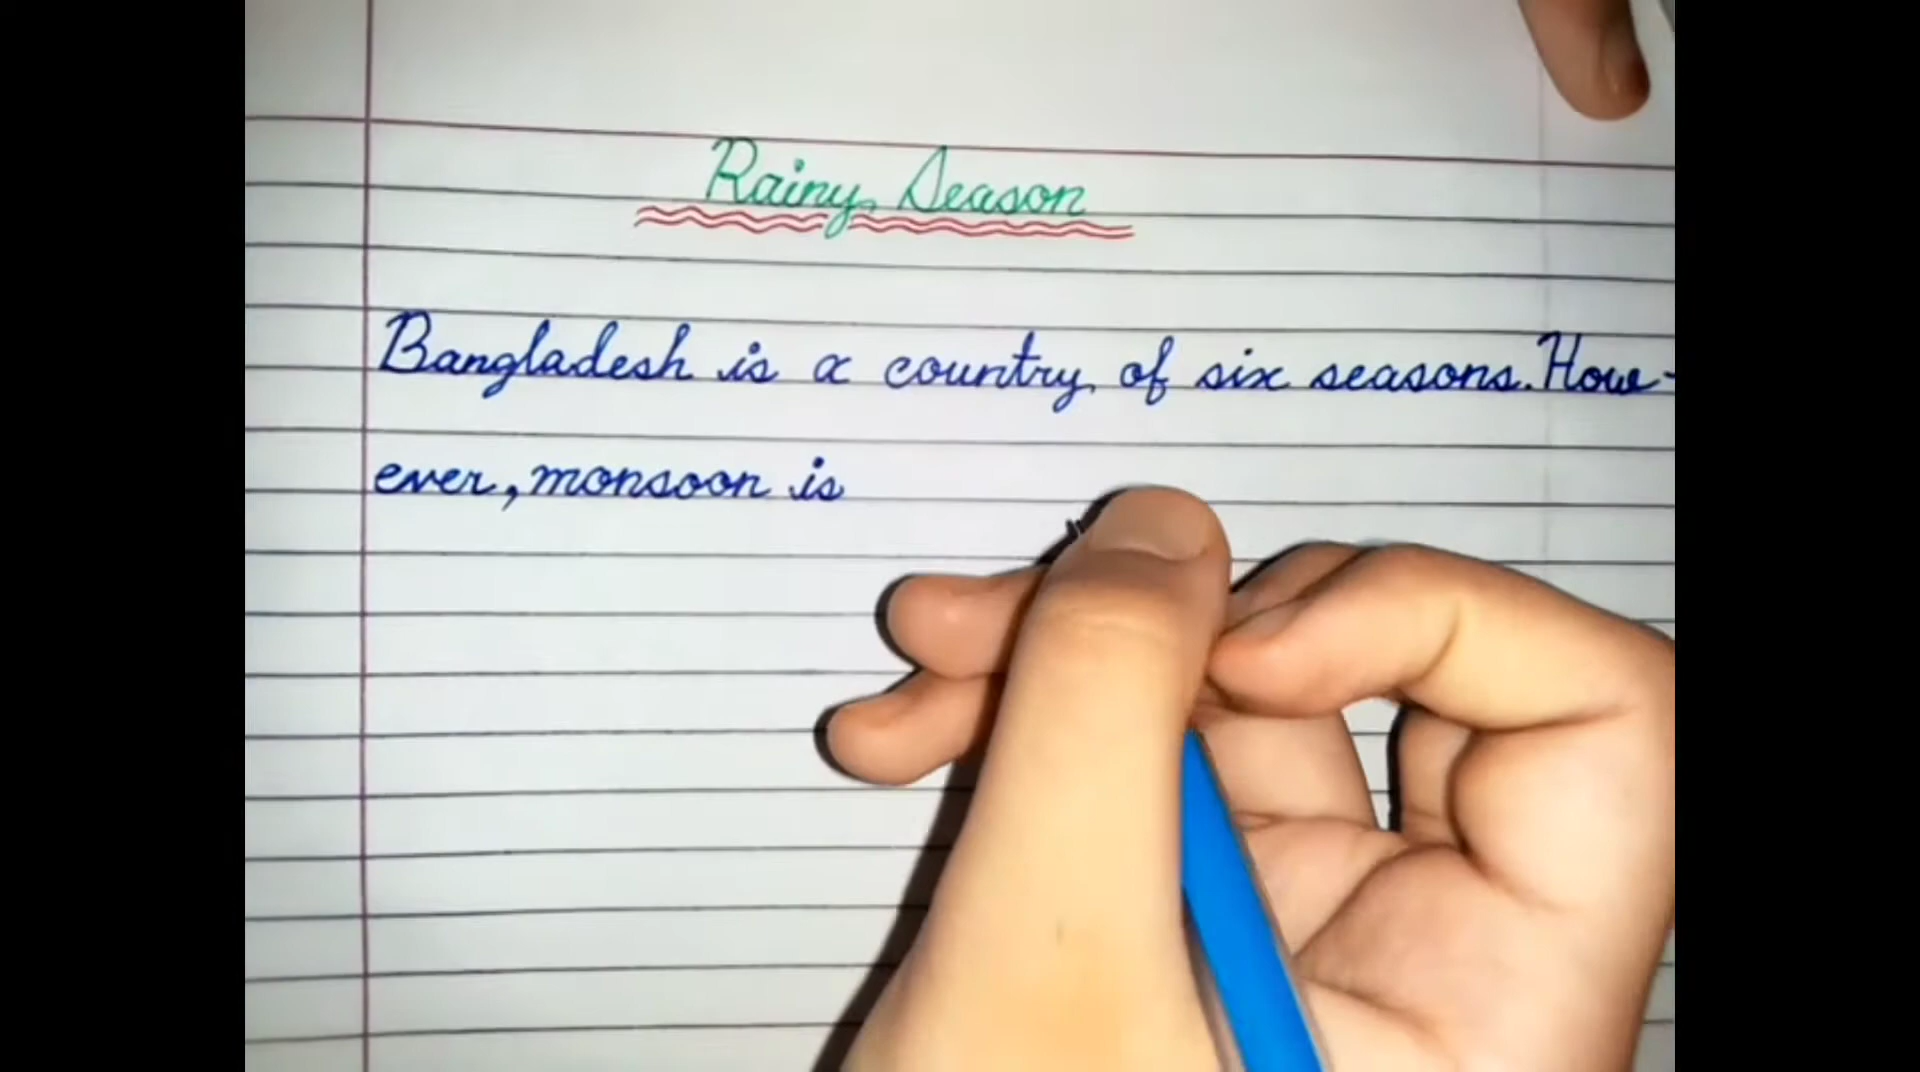 Rainy Season
Bangladesh is a country of six seasons. How-
ever, monsoon is